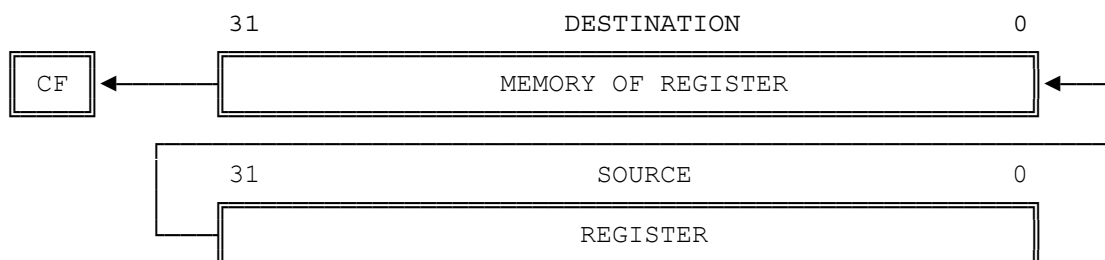 31 DESTINATION 0
CF MEMORY OF REGISTER
31 SOURCE 0
REGISTER